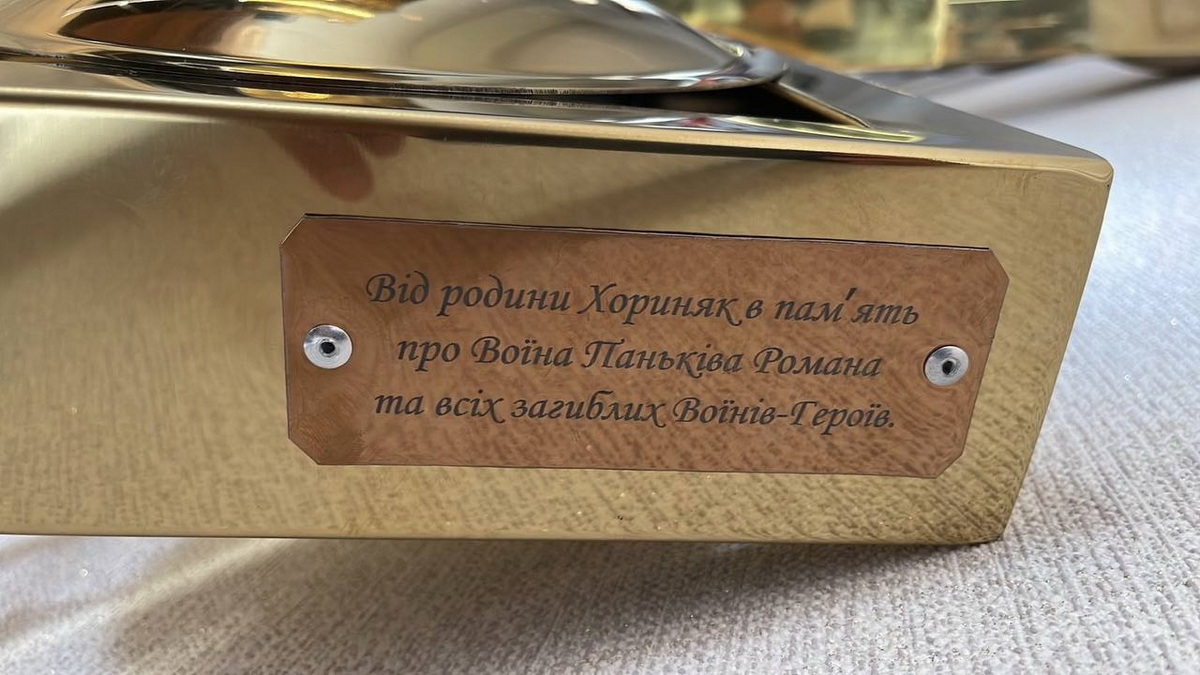 Від родини Хориняк в пам'ять
про Воїна Паньківа Романа
та всіх загиблих Воїнів-Героїв.